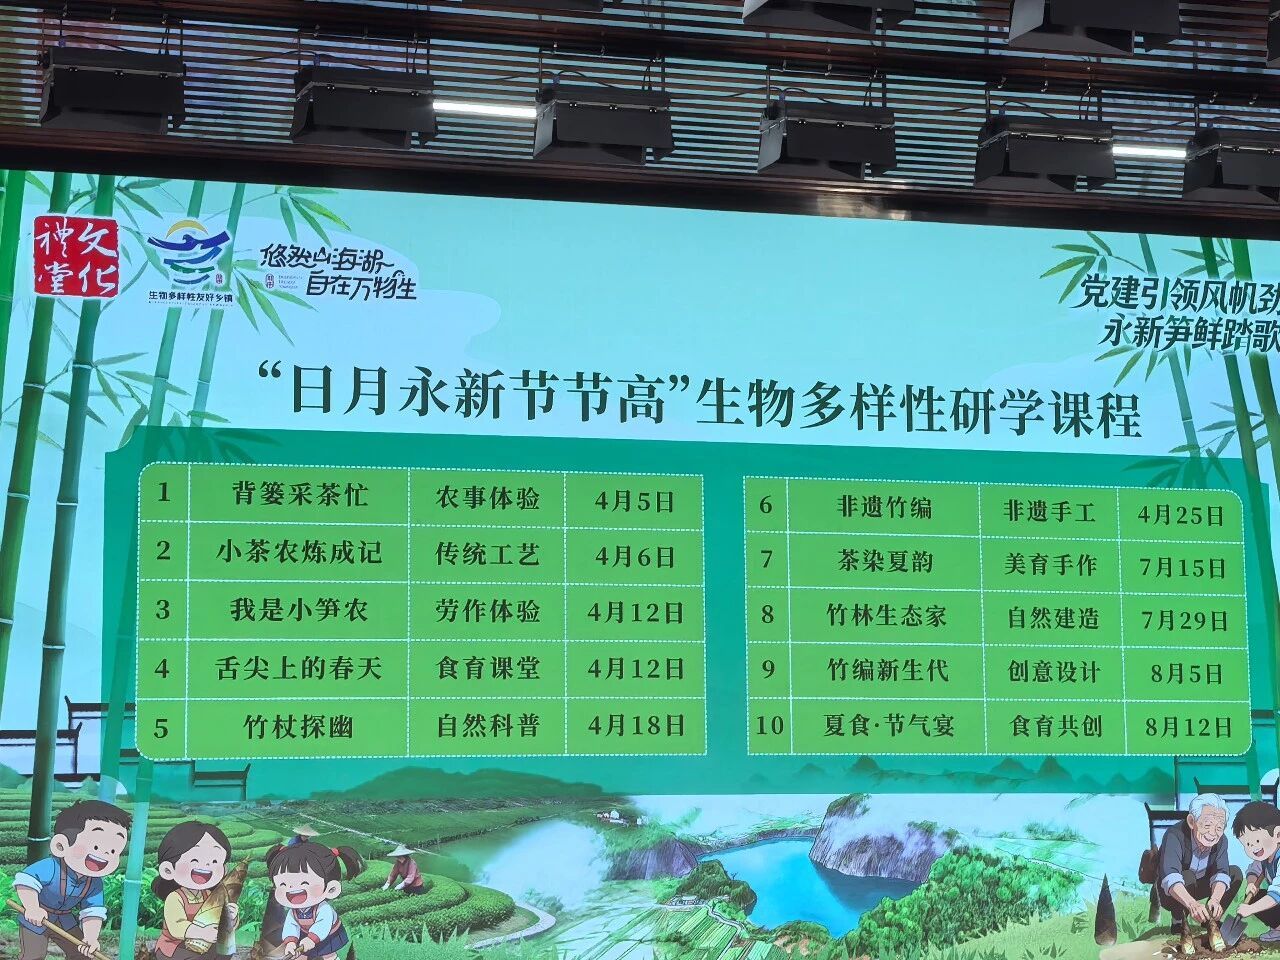 文化禮堂
生物多样性友好乡镇
悠然山海湖
自在万物生
党建引领风帆劲
永新笋鲜踏歌
“日月永新节节高”生物多样性研学课程
1 背篓采茶忙 农事体验 4月5日
2 小茶农炼成记 传统工艺 4月6日
3 我是小笋农 劳作体验 4月12日
4 舌尖上的春天 食育课堂 4月12日
5 竹杖探幽 自然科普 4月18日
6 非遗竹编 非遗手工 4月25日
7 茶染夏韵 美育手作 7月15日
8 竹林生态家 自然建造 7月29日
9 竹编新生代 创意设计 8月5日
10 夏食·节气宴 食育共创 8月12日